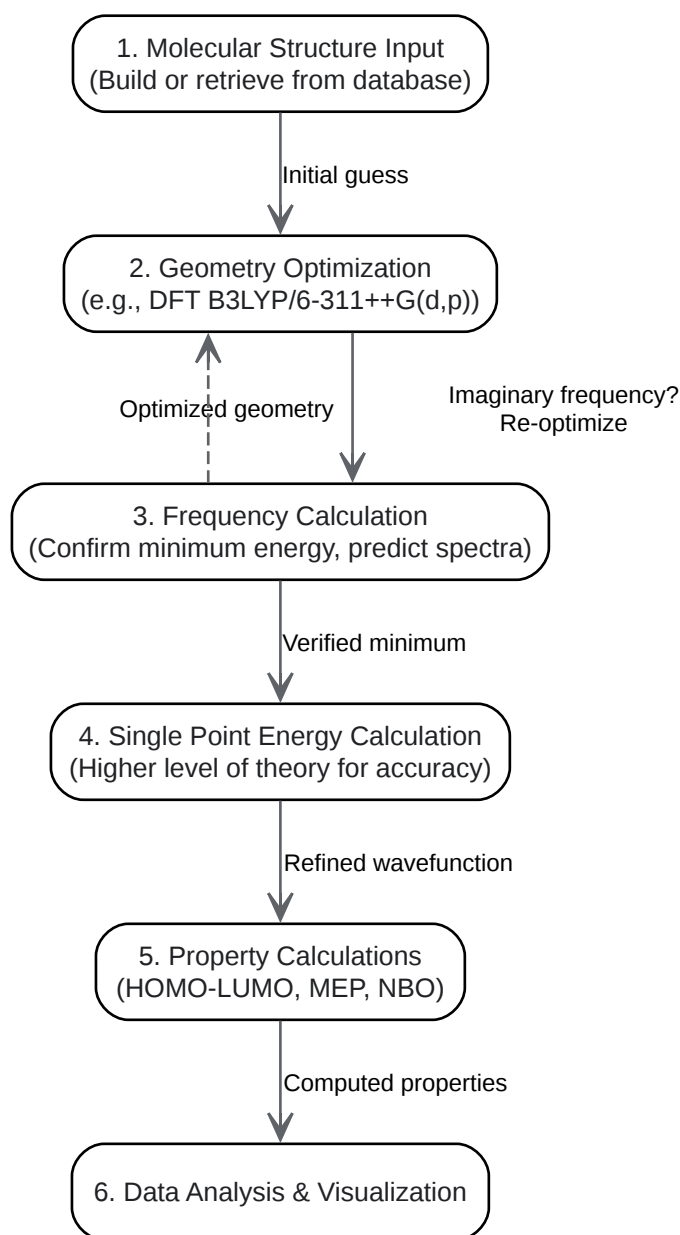 1. Molecular Structure Input
(Build or retrieve from database)
Initial guess
2. Geometry Optimization
(e.g., DFT B3LYP/6-311++G(d,p))
Optimized geometry
Imaginary frequency?
Re-optimize
3. Frequency Calculation
(Confirm minimum energy, predict spectra)
Verified minimum
4. Single Point Energy Calculation
(Higher level of theory for accuracy)
Refined wavefunction
5. Property Calculations
(HOMO-LUMO, MEP, NBO)
Computed properties
6. Data Analysis & Visualization